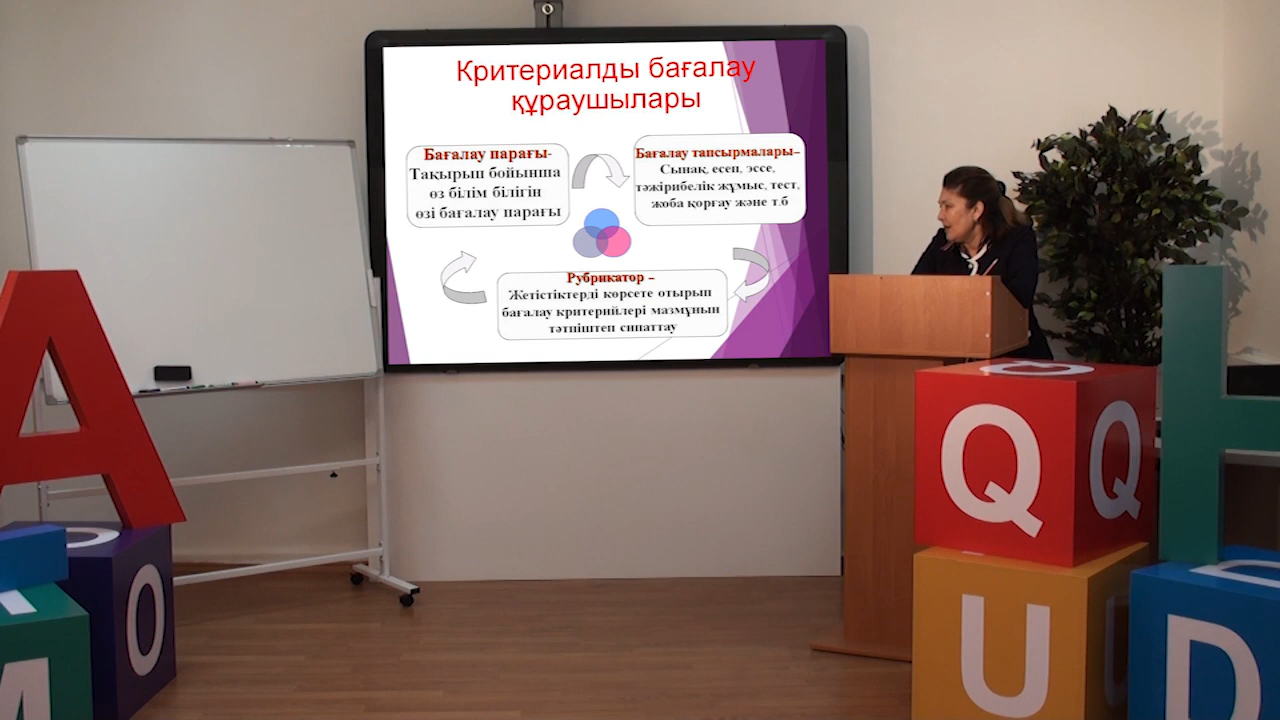 Критериалды бағалау
құраушылары
Бағалау парағы-
Тақырып бойынша
өз білім білігін
өзі бағалау парағы
Бағалау тапсырмалары–
Сынақ, есеп, эссе,
тәжірибелік жұмыс, тест,
жоба қорғау және т.б
Рубрикатор –
Жетістіктерді көрсете отырып
бағалау критерийлері мазмұнын
тәтпіштеп сипаттау
A
O
Q
Q
U
D